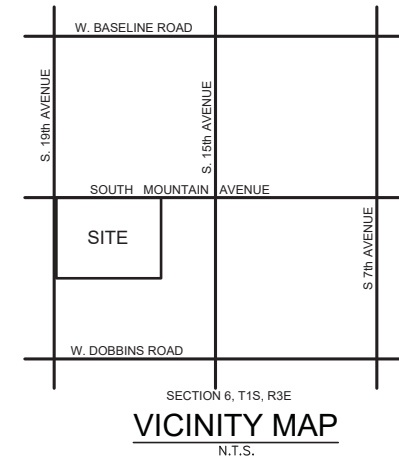 W. BASELINE ROAD
S. 19th AVENUE
S. 15th AVENUE
SOUTH MOUNTAIN AVENUE
SITE
S 7th AVENUE
W. DOBBINS ROAD
SECTION 6, T1S, R3E
VICINITY MAP
N.T.S.